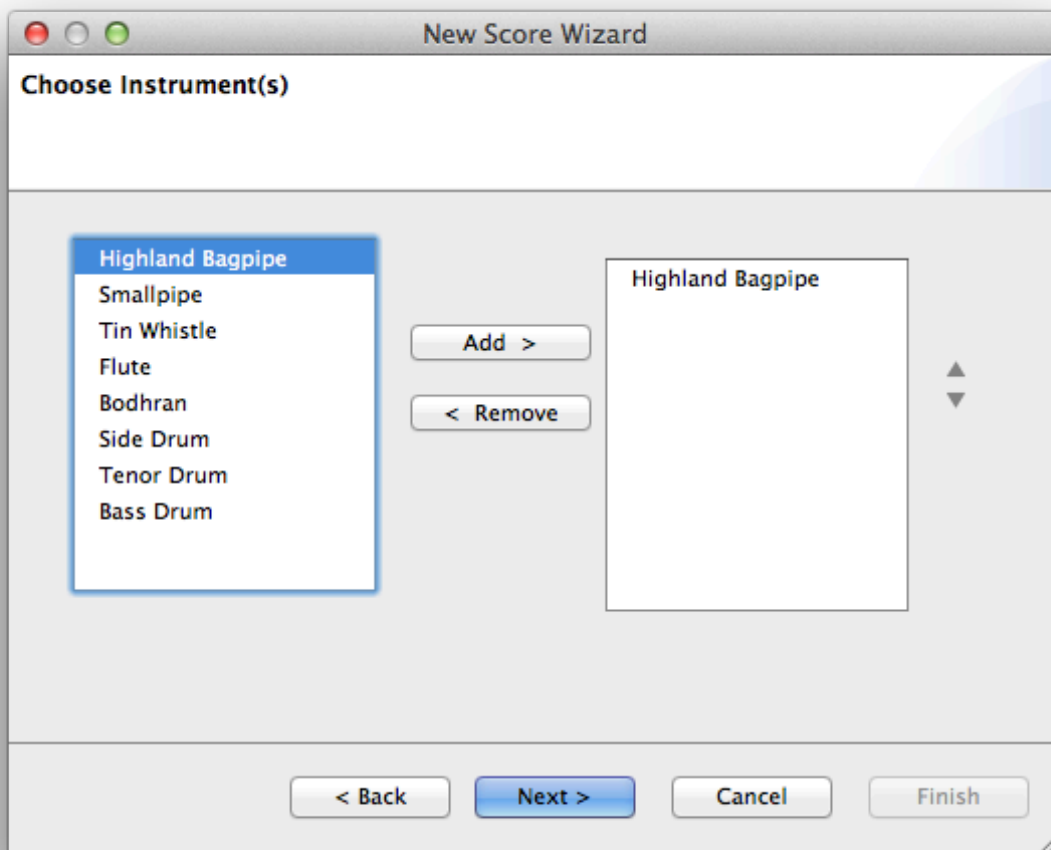 New Score Wizard
Choose Instrument(s)
Highland Bagpipe
Smallpipe
Tin Whistle
Flute
Bodhran
Side Drum
Tenor Drum
Bass Drum
Add >
< Remove
Highland Bagpipe
< Back
Next >
Cancel
Finish